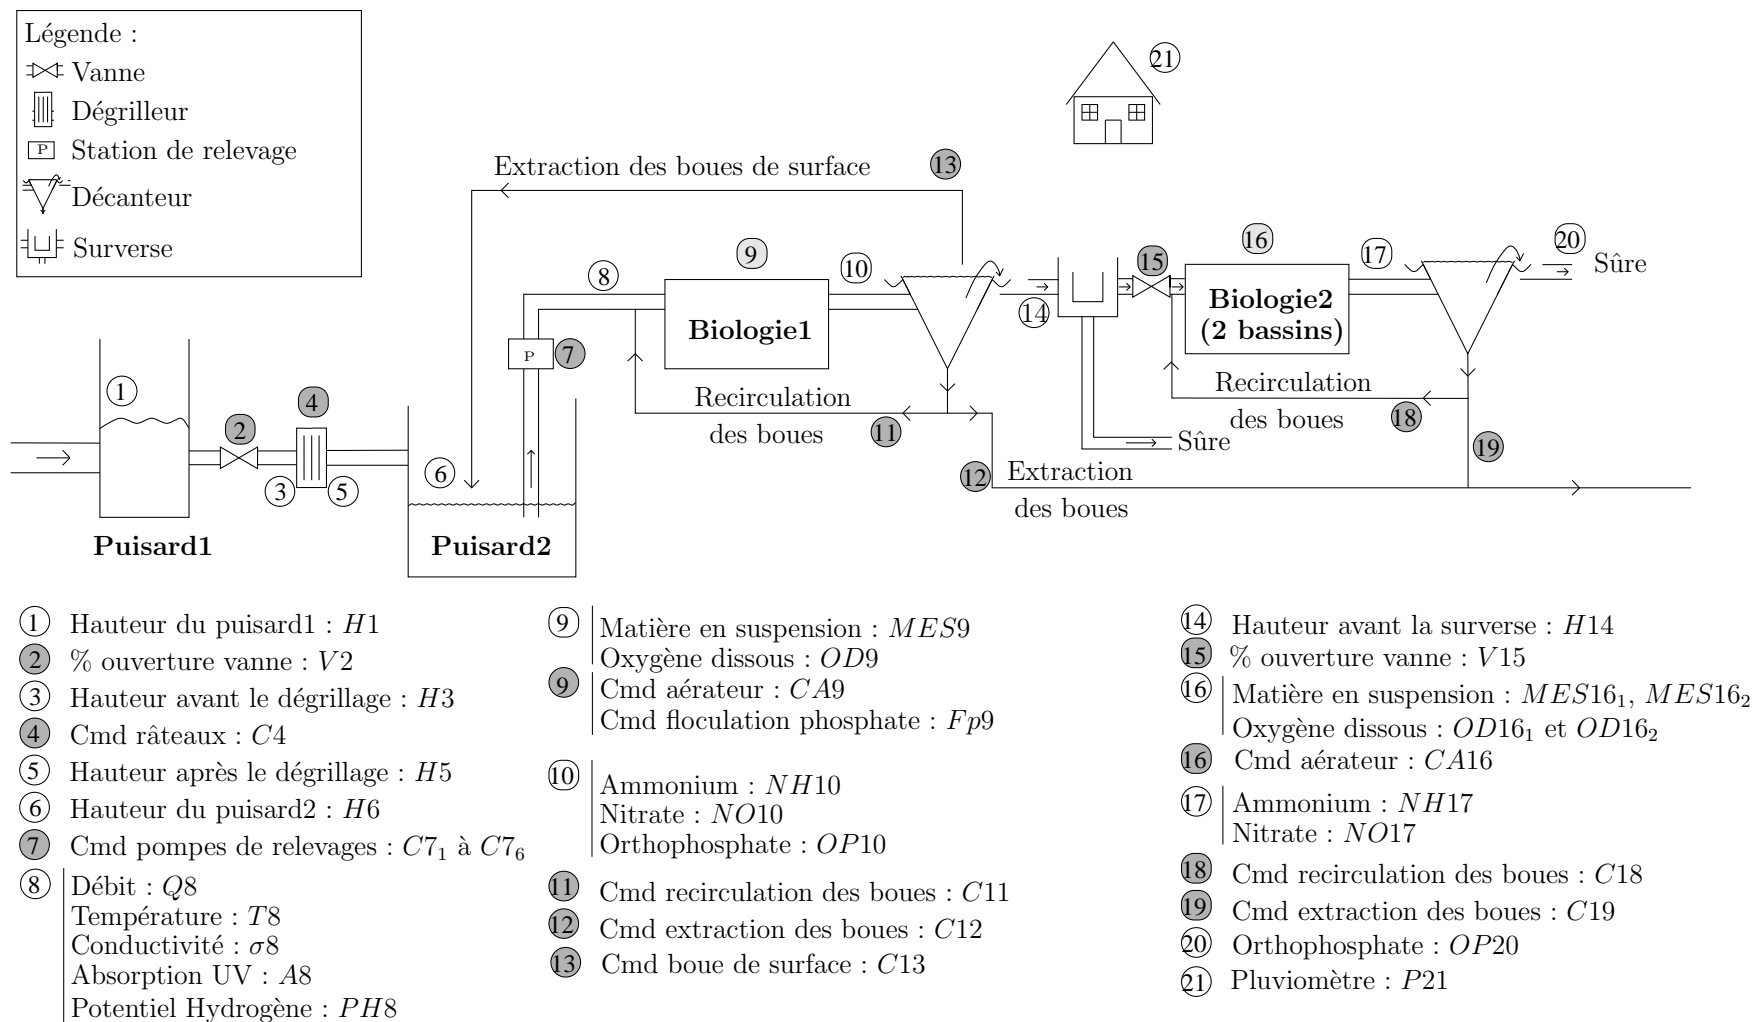 Légende :
Vanne
Dégrilleur
P Station de relevage
Décanteur
Surverse
21
Extraction des boues de surface
13
8
9
10
14
15
16
17
20
Sûre
Biologie1
Biologie2
(2 bassins)
P
7
1
2
4
3
5
6
Recirculation
des boues
11
12
Recirculation
des boues
18
19
Sûre
Extraction
des boues
Puisard1
Puisard2
1 Hauteur du puisard1 : H1
2 % ouverture vanne : V2
3 Hauteur avant le dégrillage : H3
4 Cmd râteaux : C4
5 Hauteur après le dégrillage : H5
6 Hauteur du puisard2 : H6
7 Cmd pompes de relevages : C7₁ à C7₆
8 Débit : Q8
Température : T8
Conductivité : σ8
Absorption UV : A8
Potentiel Hydrogène : PH8
9 Matière en suspension : MES9
Oxygène dissous : OD9
9 Cmd aérateur : CA9
Cmd floculation phosphate : Fp9
10 Ammonium : NH10
Nitrate : NO10
Orthophosphate : OP10
11 Cmd recirculation des boues : C11
12 Cmd extraction des boues : C12
13 Cmd boue de surface : C13
14 Hauteur avant la surverse : H14
15 % ouverture vanne : V15
16 Matière en suspension : MES16₁, MES16₂
Oxygène dissous : OD16₁ et OD16₂
16 Cmd aérateur : CA16
17 Ammonium : NH17
Nitrate : NO17
18 Cmd recirculation des boues : C18
19 Cmd extraction des boues : C19
20 Orthophosphate : OP20
21 Pluviomètre : P21